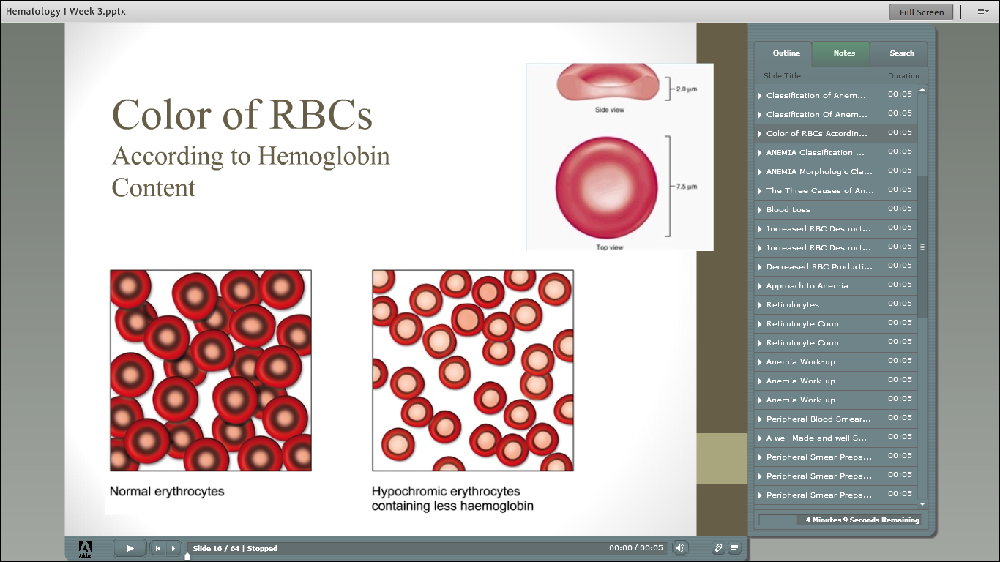 Hematology I Week 3.pptx
Full Screen
Color of RBCs
According to Hemoglobin
Content
2.0 µm
Side view
7.5 µm
Top view
Normal erythrocytes
Hypochromic erythrocytes
containing less haemoglobin
Outline Notes Search
Slide Title Duration
Classification of Anem... 00:05
Classification Of Anem... 00:05
Color of RBCs Accordin... 00:05
ANEMIA Classification ... 00:05
ANEMIA Morphologic Cla... 00:05
The Three Causes of An... 00:05
Blood Loss 00:05
Increased RBC Destruct... 00:05
Increased RBC Destruct... 00:05
Decreased RBC Producti... 00:05
Approach to Anemia 00:05
Reticulocytes 00:05
Reticulocyte Count 00:05
Reticulocyte Count 00:05
Anemia Work-up 00:05
Anemia Work-up 00:05
Anemia Work-up 00:05
Peripheral Blood Smear... 00:05
A well Made and well S... 00:05
Peripheral Smear Prepa... 00:05
Peripheral Smear Prepa... 00:05
Peripheral Smear Prepa... 00:05
4 Minutes 9 Seconds Remaining
Adobe
Slide 16 / 64 | Stopped
00:00 / 00:05